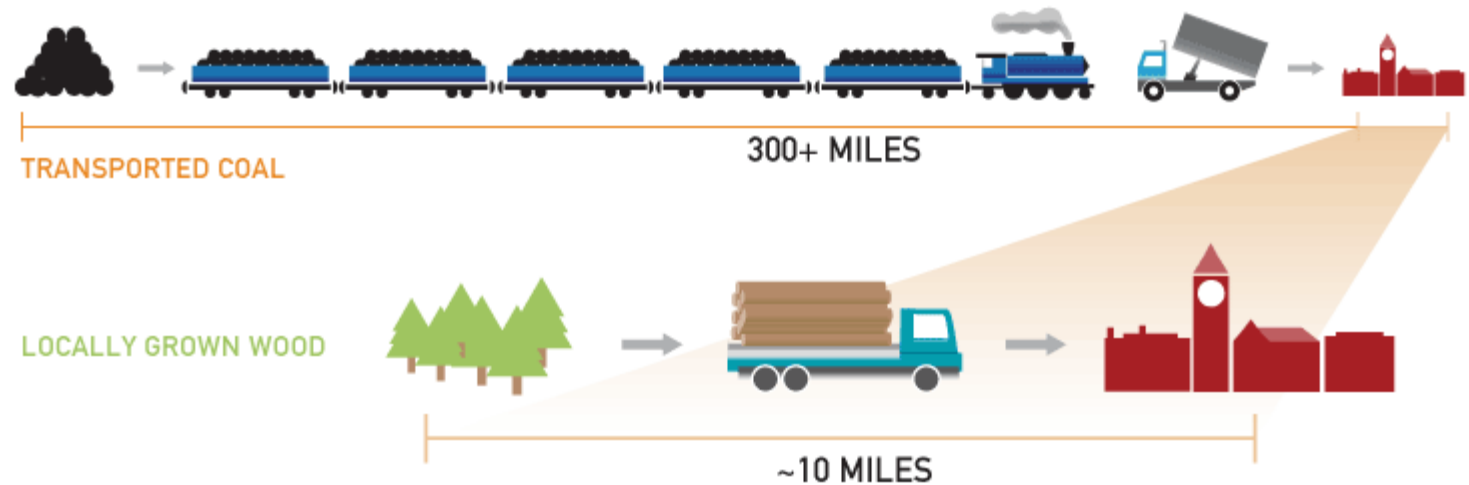 300+ MILES
TRANSPORTED COAL
LOCALLY GROWN WOOD
~10 MILES